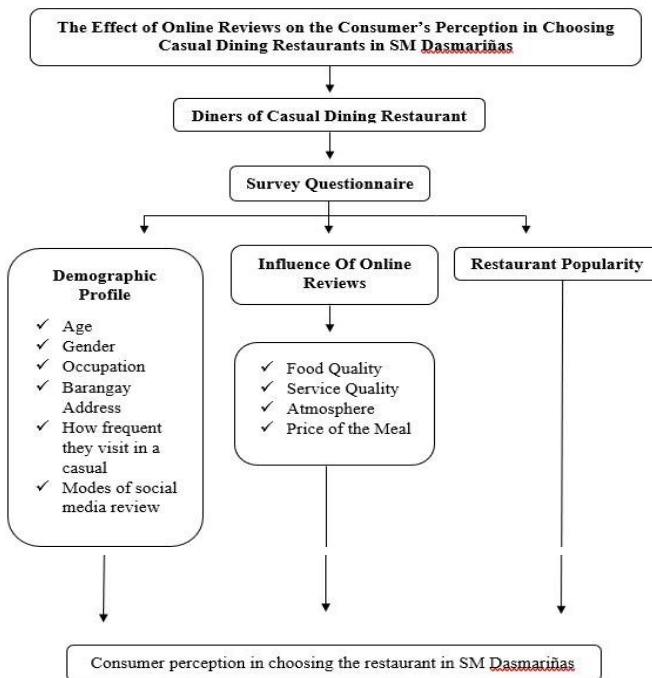 The Effect of Online Reviews on the Consumer’s Perception in Choosing
Casual Dining Restaurants in SM Dasmariñas
Diners of Casual Dining Restaurant
Survey Questionnaire
Demographic
Profile
✓ Age
✓ Gender
✓ Occupation
✓ Barangay
Address
✓ How frequent
they visit in a
casual
✓ Modes of social
media review
Influence Of Online
Reviews
✓ Food Quality
✓ Service Quality
✓ Atmosphere
✓ Price of the Meal
Restaurant Popularity
Consumer perception in choosing the restaurant in SM Dasmariñas